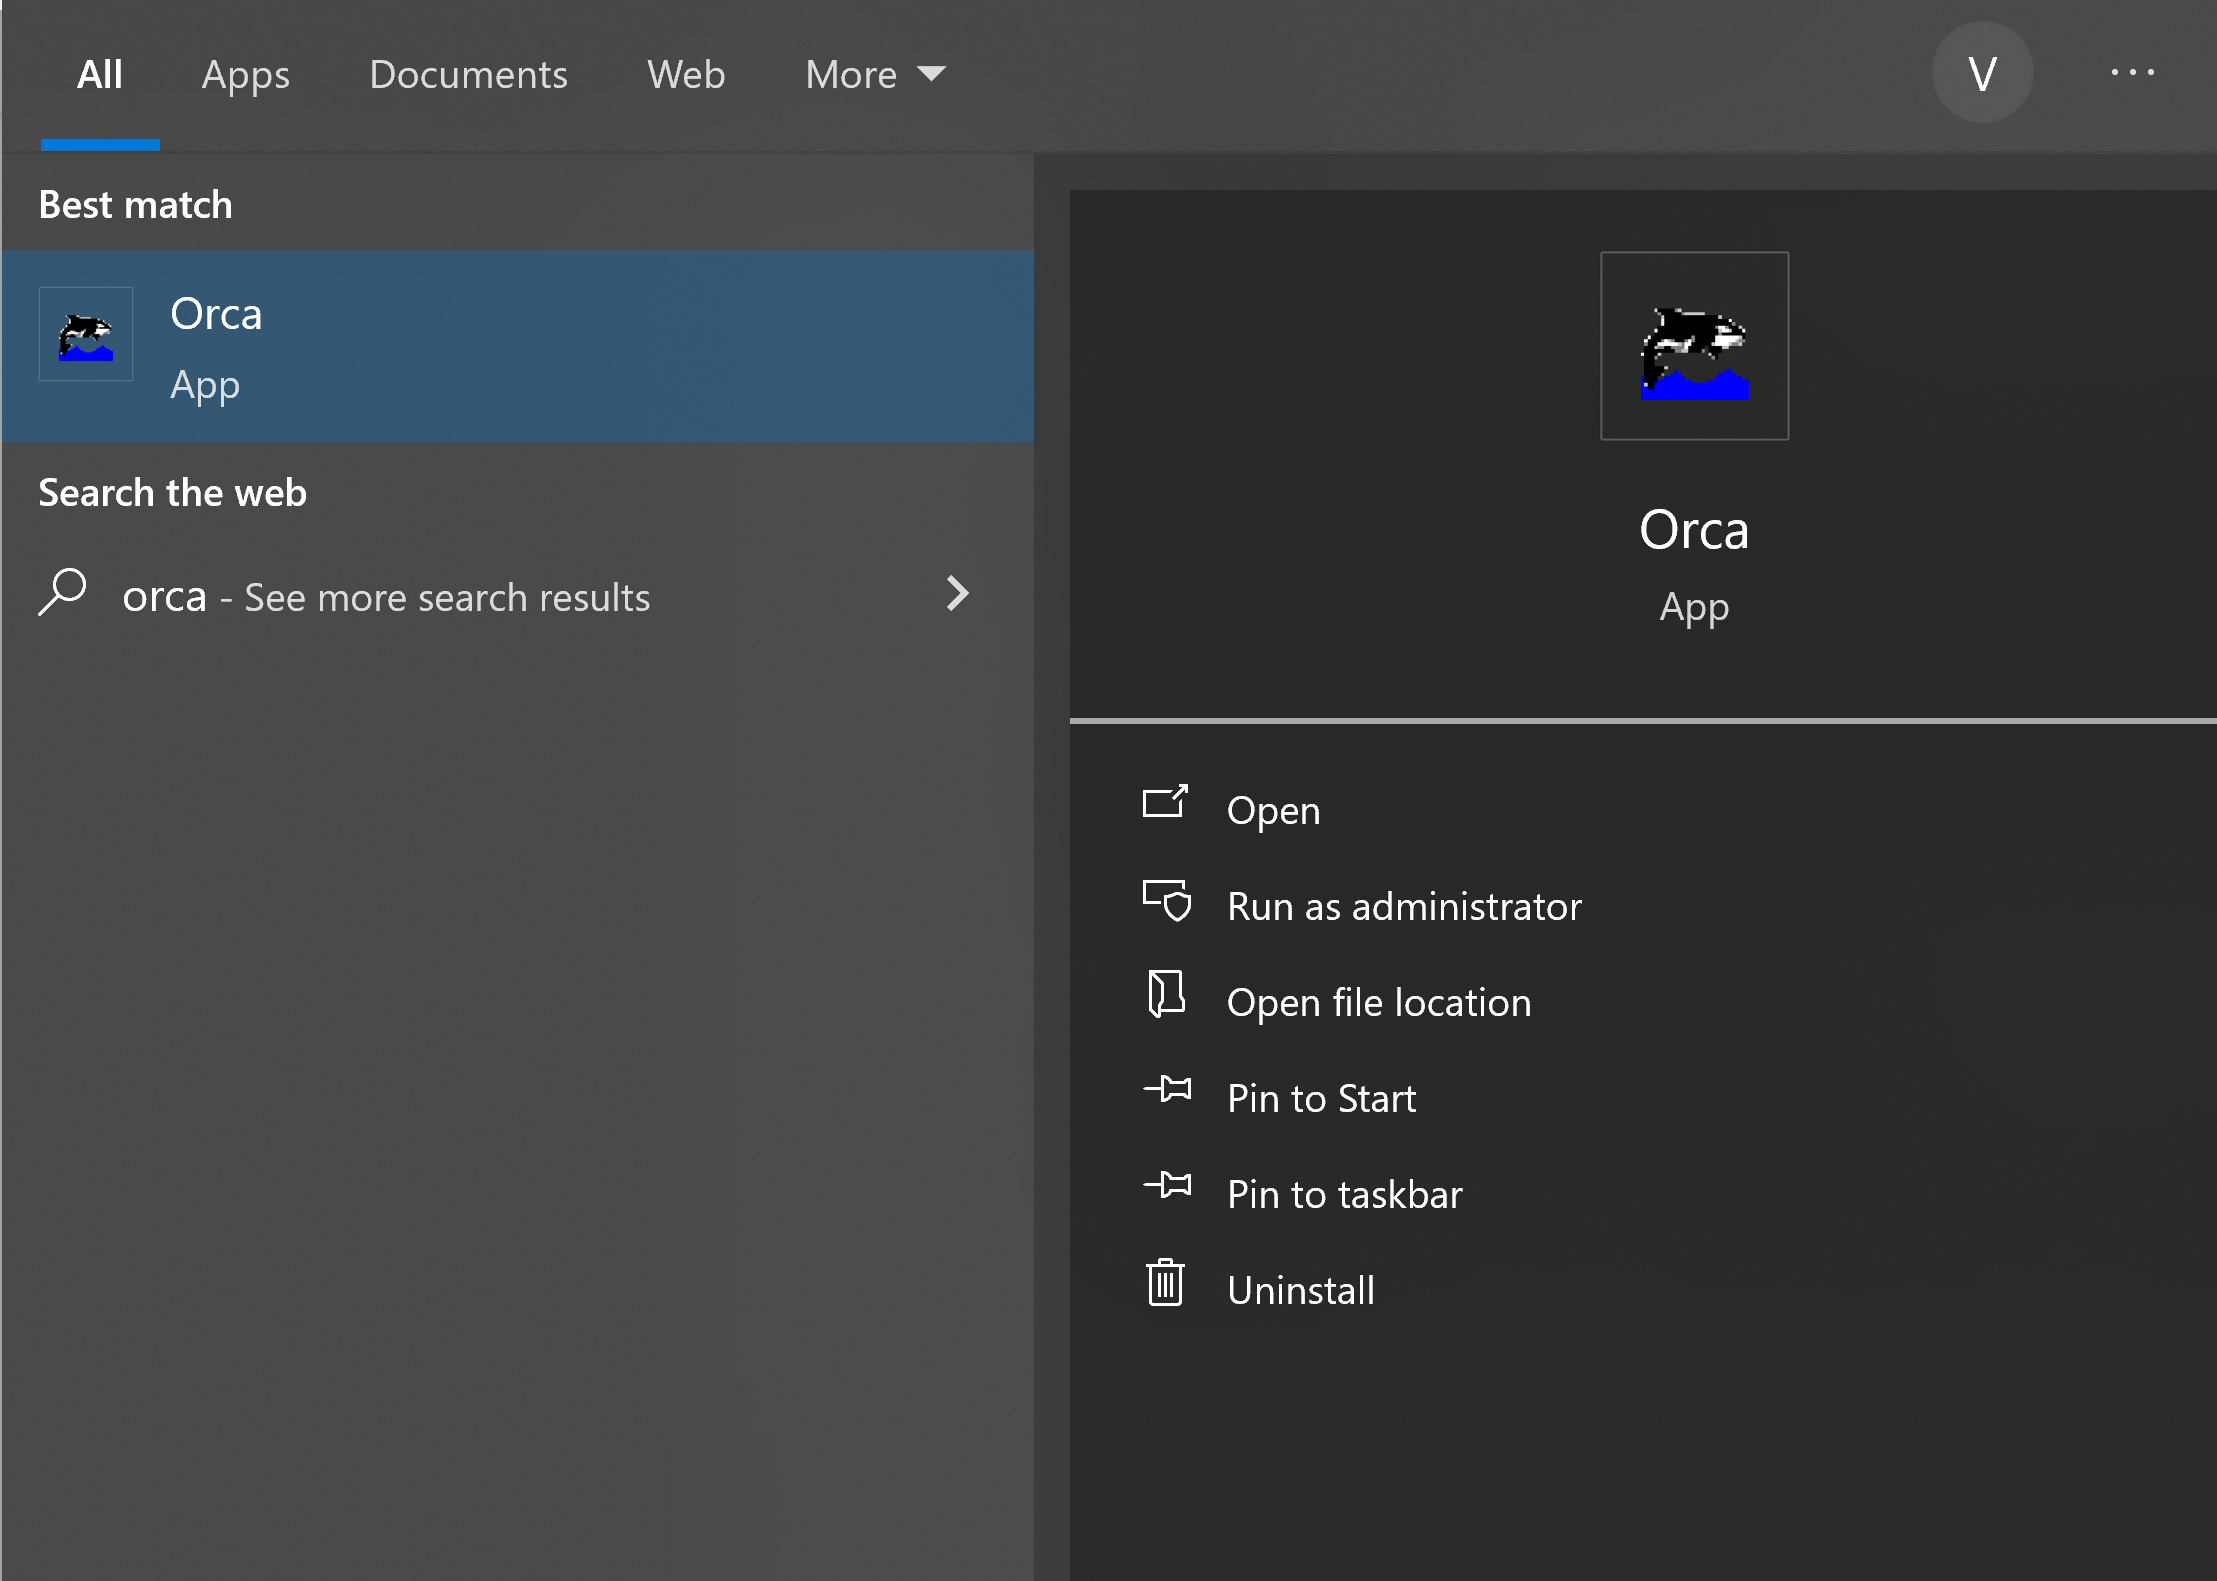 All Apps Documents Web More V ...
Best match
Orca
App
Search the web
orca - See more search results
Orca
App
Open
Run as administrator
Open file location
Pin to Start
Pin to taskbar
Uninstall